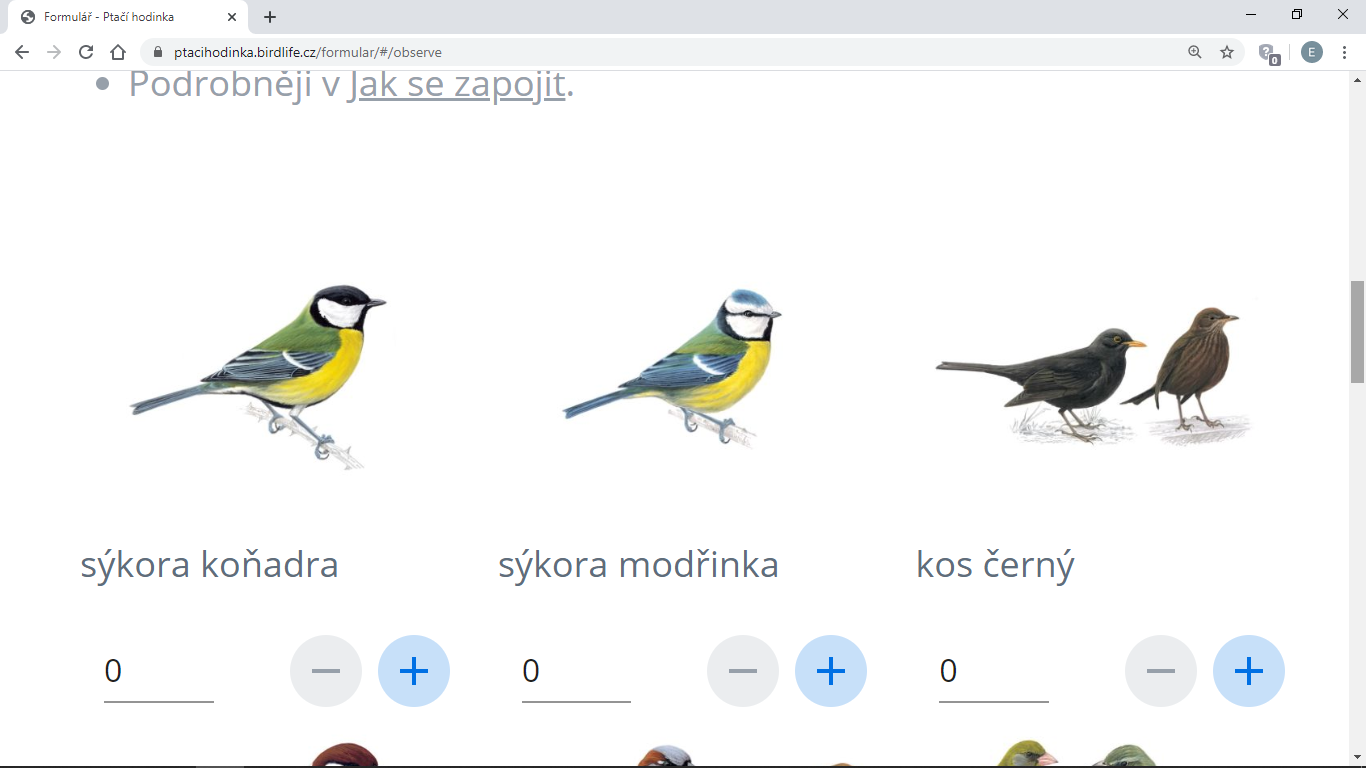 Formulář - Ptačí hodinka
ptacihodinka.birdlife.cz/formular/#/observe
0
E
Podrobněji v Jak se zapojit.
sýkora koňadra
sýkora modřinka
kos černý
0
0
0